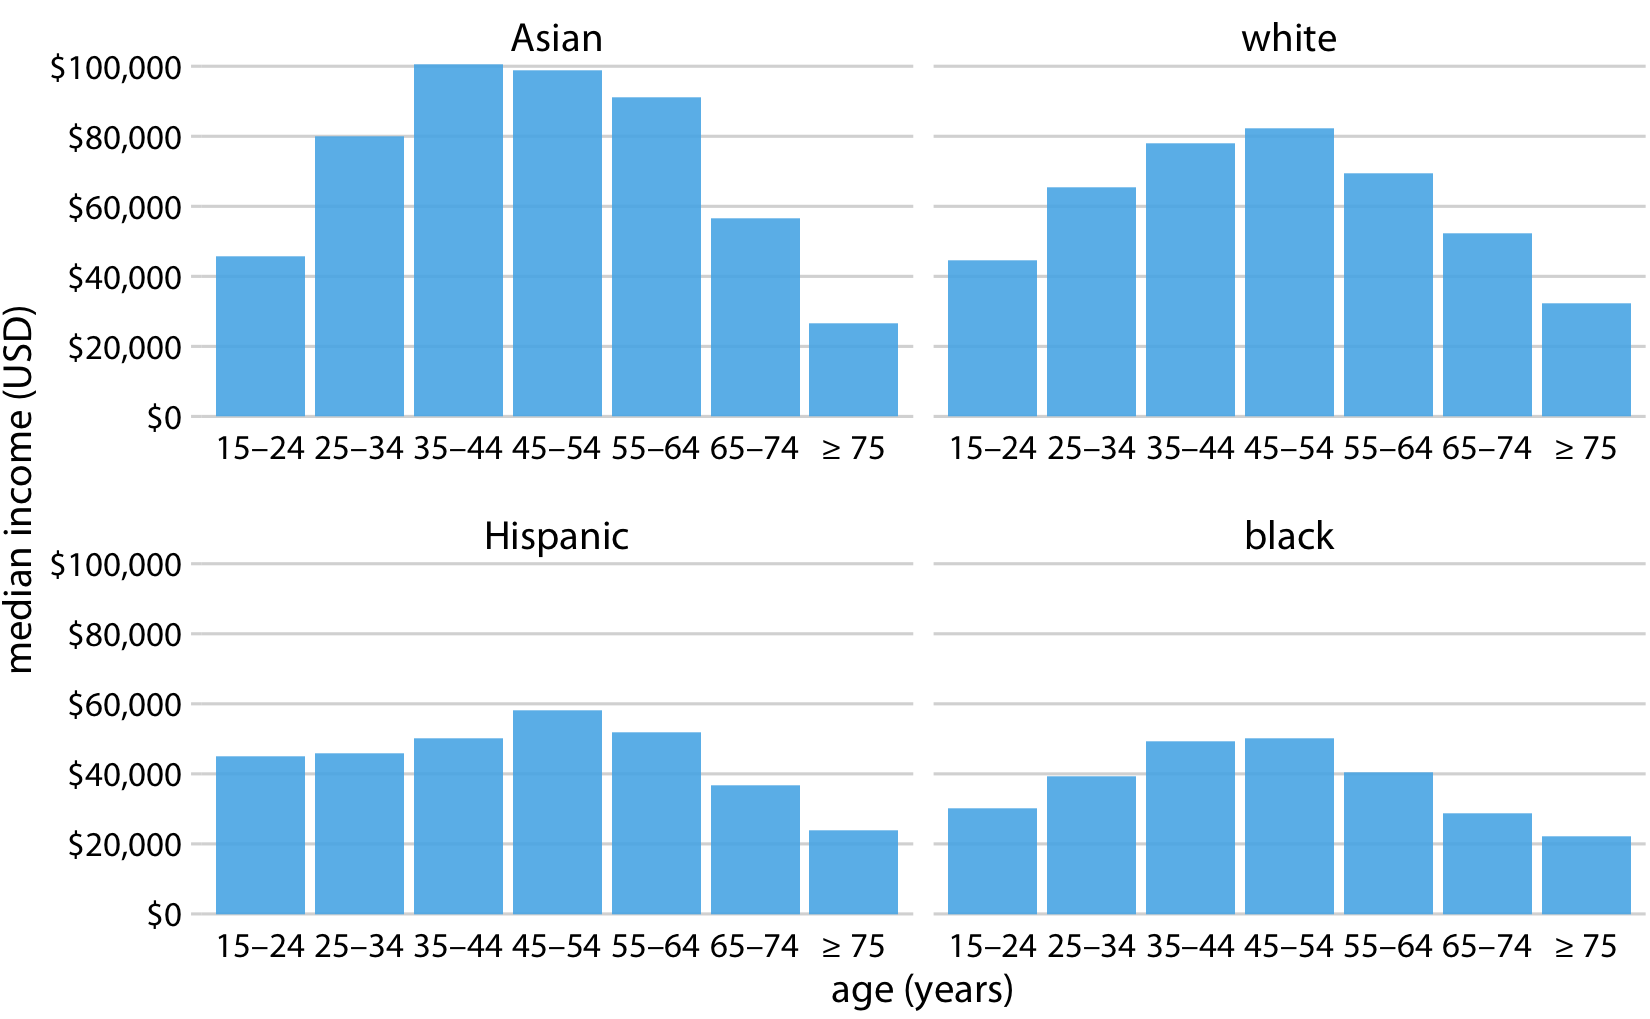 Asian
white
$100,000
$80,000
$60,000
$40,000
$20,000
$0
15–24 25–34 35–44 45–54 55–64 65–74 ≥ 75
15–24 25–34 35–44 45–54 55–64 65–74 ≥ 75
median income (USD)
Hispanic
black
$100,000
$80,000
$60,000
$40,000
$20,000
$0
15–24 25–34 35–44 45–54 55–64 65–74 ≥ 75
15–24 25–34 35–44 45–54 55–64 65–74 ≥ 75
age (years)